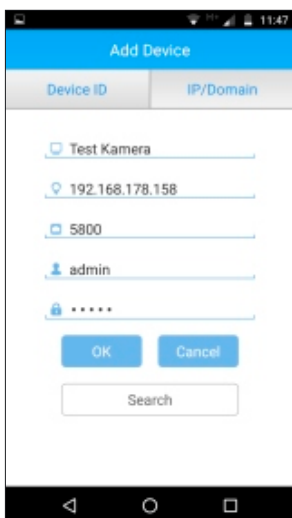 11:47
Add Device
Device ID
IP/Domain
Test Kamera
192.168.178.158
5800
admin
•••••
OK
Cancel
Search